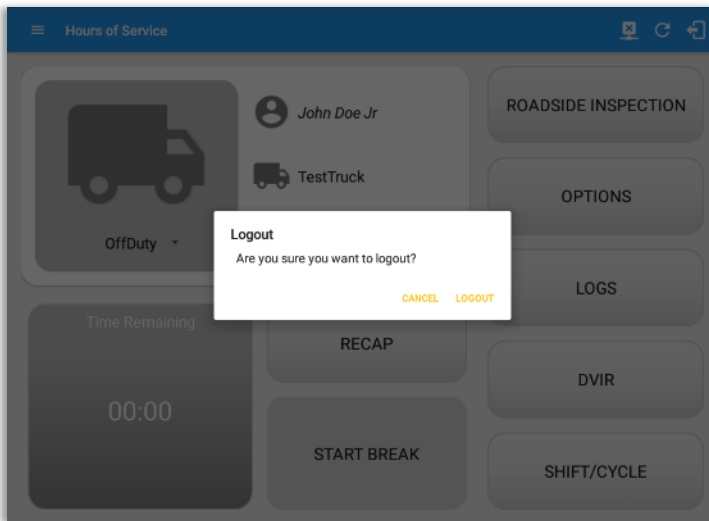 Hours of Service
John Doe Jr
TestTruck
OffDuty
Logout
Are you sure you want to logout?
CANCEL LOGOUT
Time Remaining
00:00
RECAP
START BREAK
ROADSIDE INSPECTION
OPTIONS
LOGS
DVIR
SHIFT/CYCLE